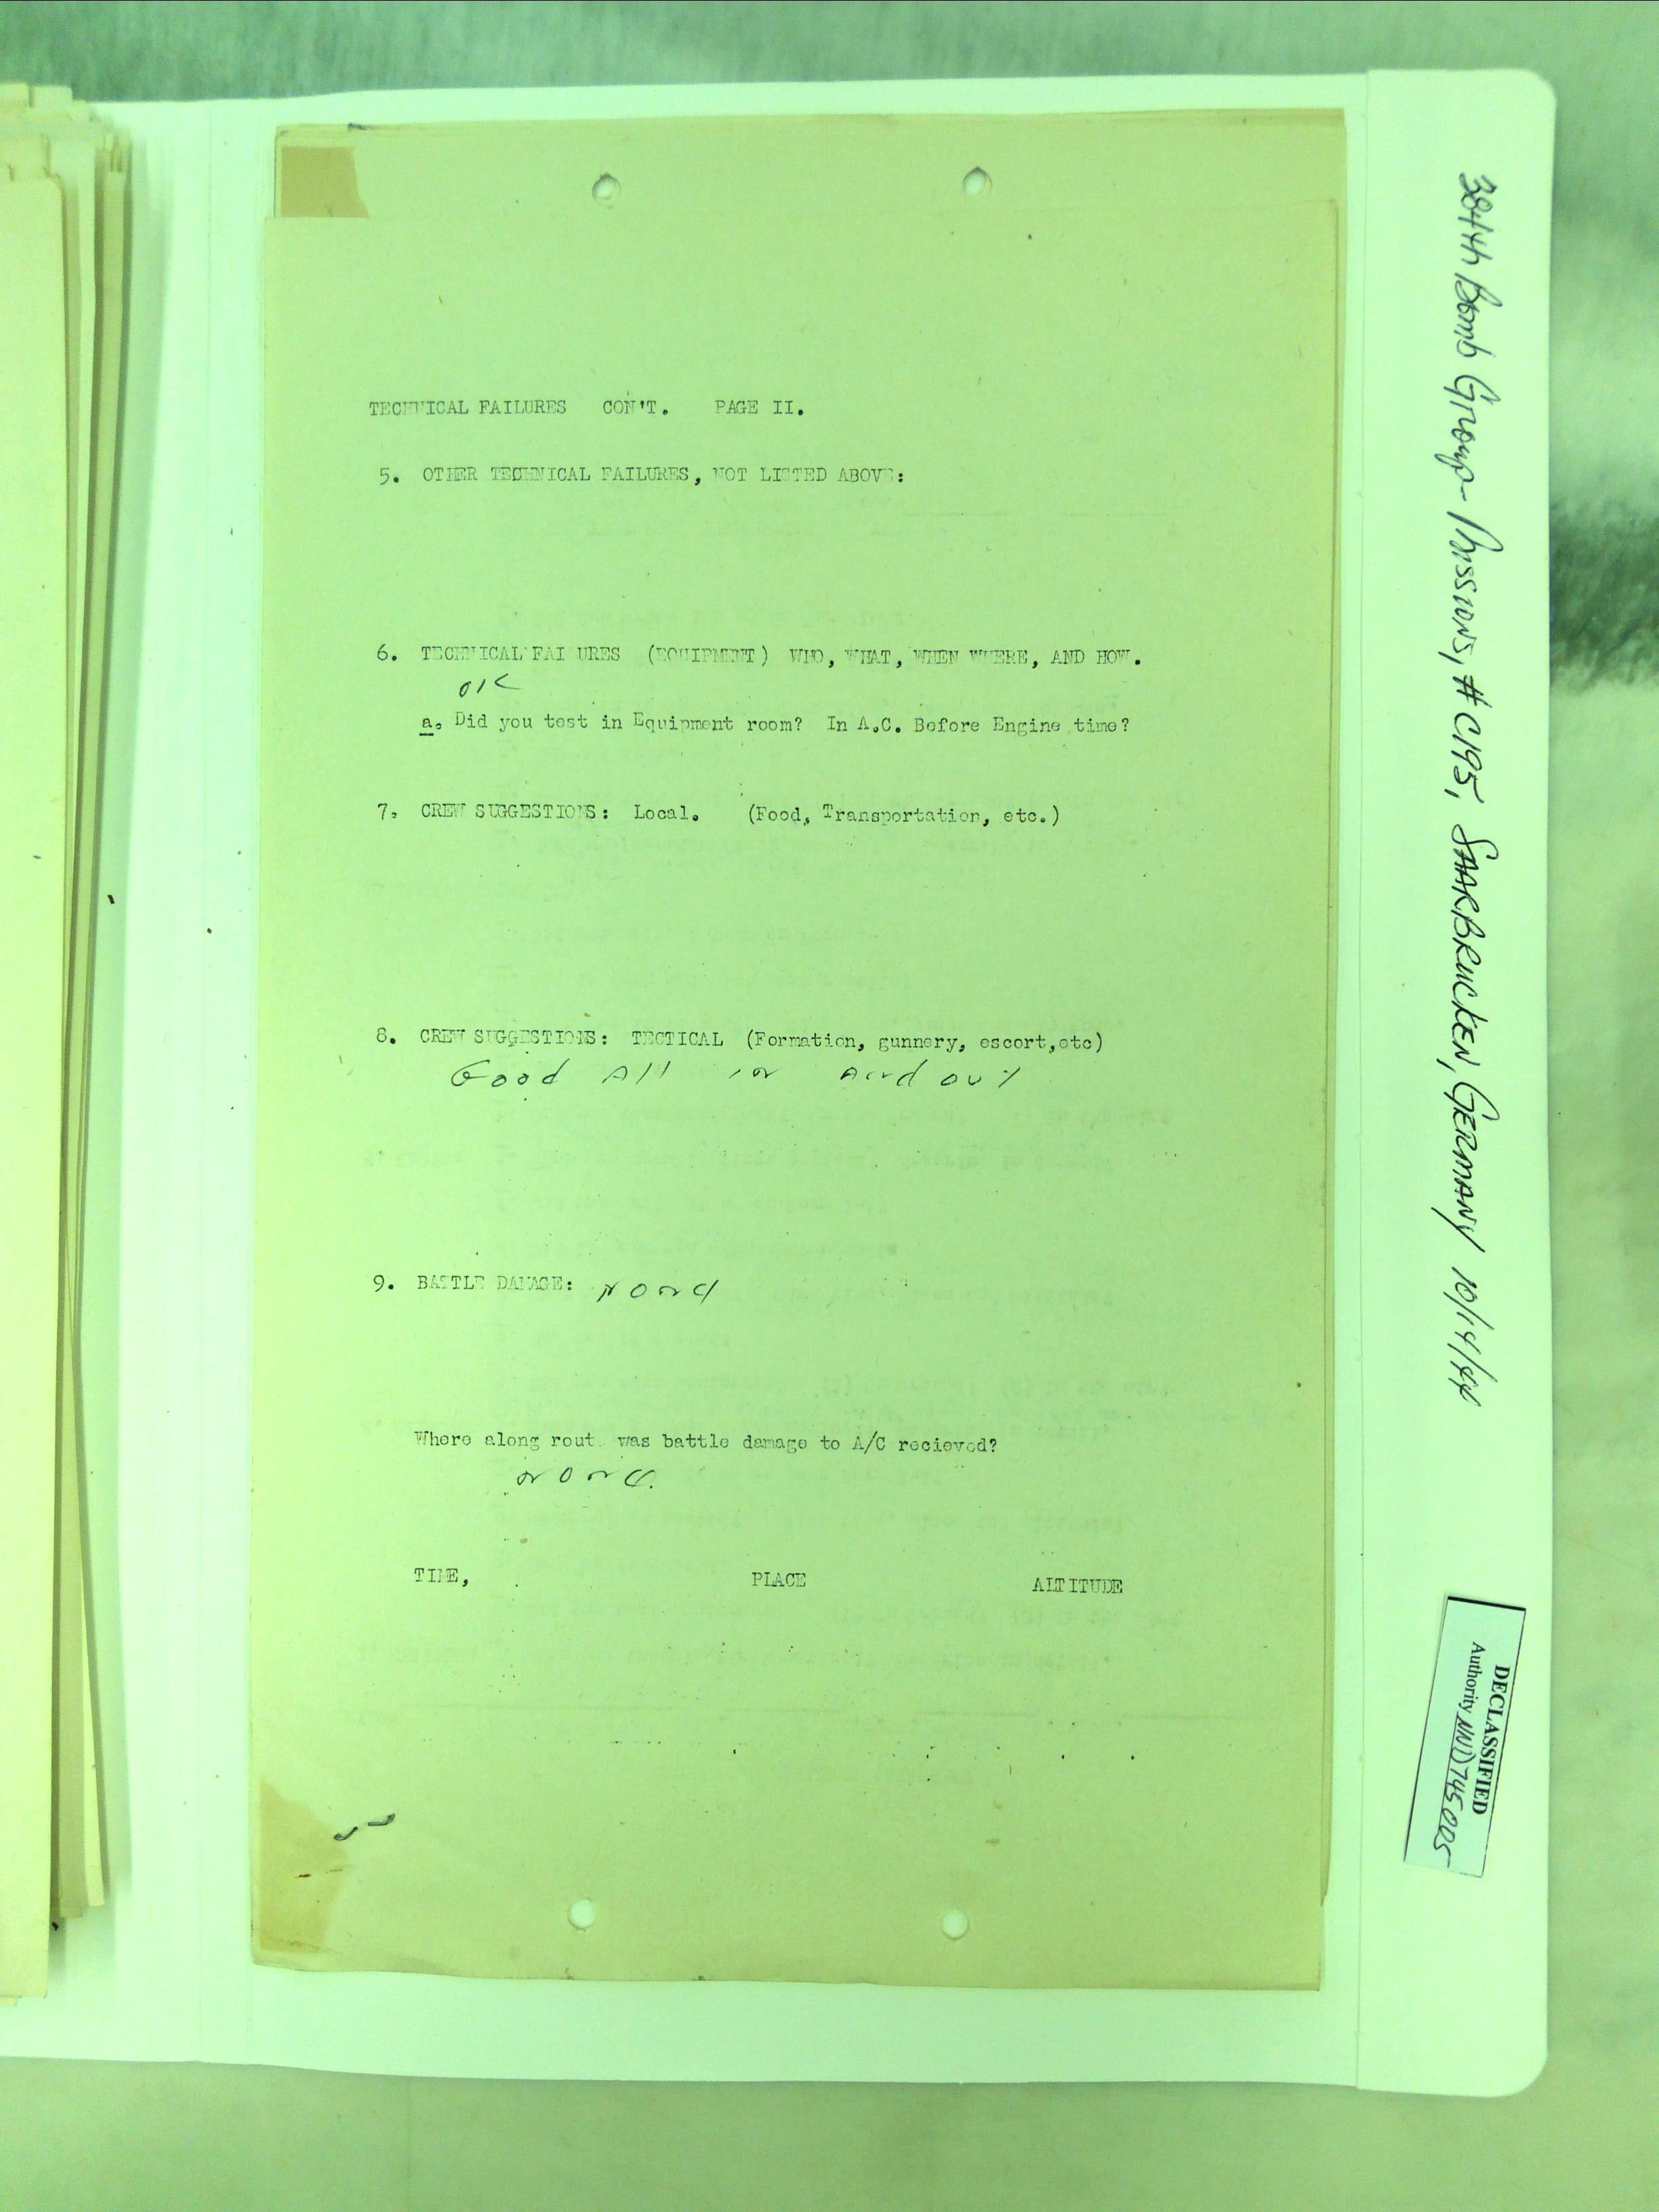 TECHNICAL FAILURES CON'T. PAGE II.
5. OTHER TECHNICAL FAILURES, NOT LISTED ABOVE:
6. TECHNICAL FAI URES (EQUIPMENT) WHO, WHAT, WHEN WHERE, AND HOW.
OK
a. Did you test in Equipment room? In A.C. Before Engine time?
7. CREW SUGGESTIONS: Local. (Food, Transportation, etc.)
8. CREW SUGGESTIONS: TECTICAL (Formation, gunnery, escort,etc)
Good All in and out
9. BATTLE DAMAGE: None
Where along rout was battle damage to A/C recieved?
None.
TIME, PLACE ALTITUDE
384th Bomb Group-Missions, #C195, SAARBRUCKEN, GERMANY 10/14/44
DECLASSIFIED
Authority NND745005